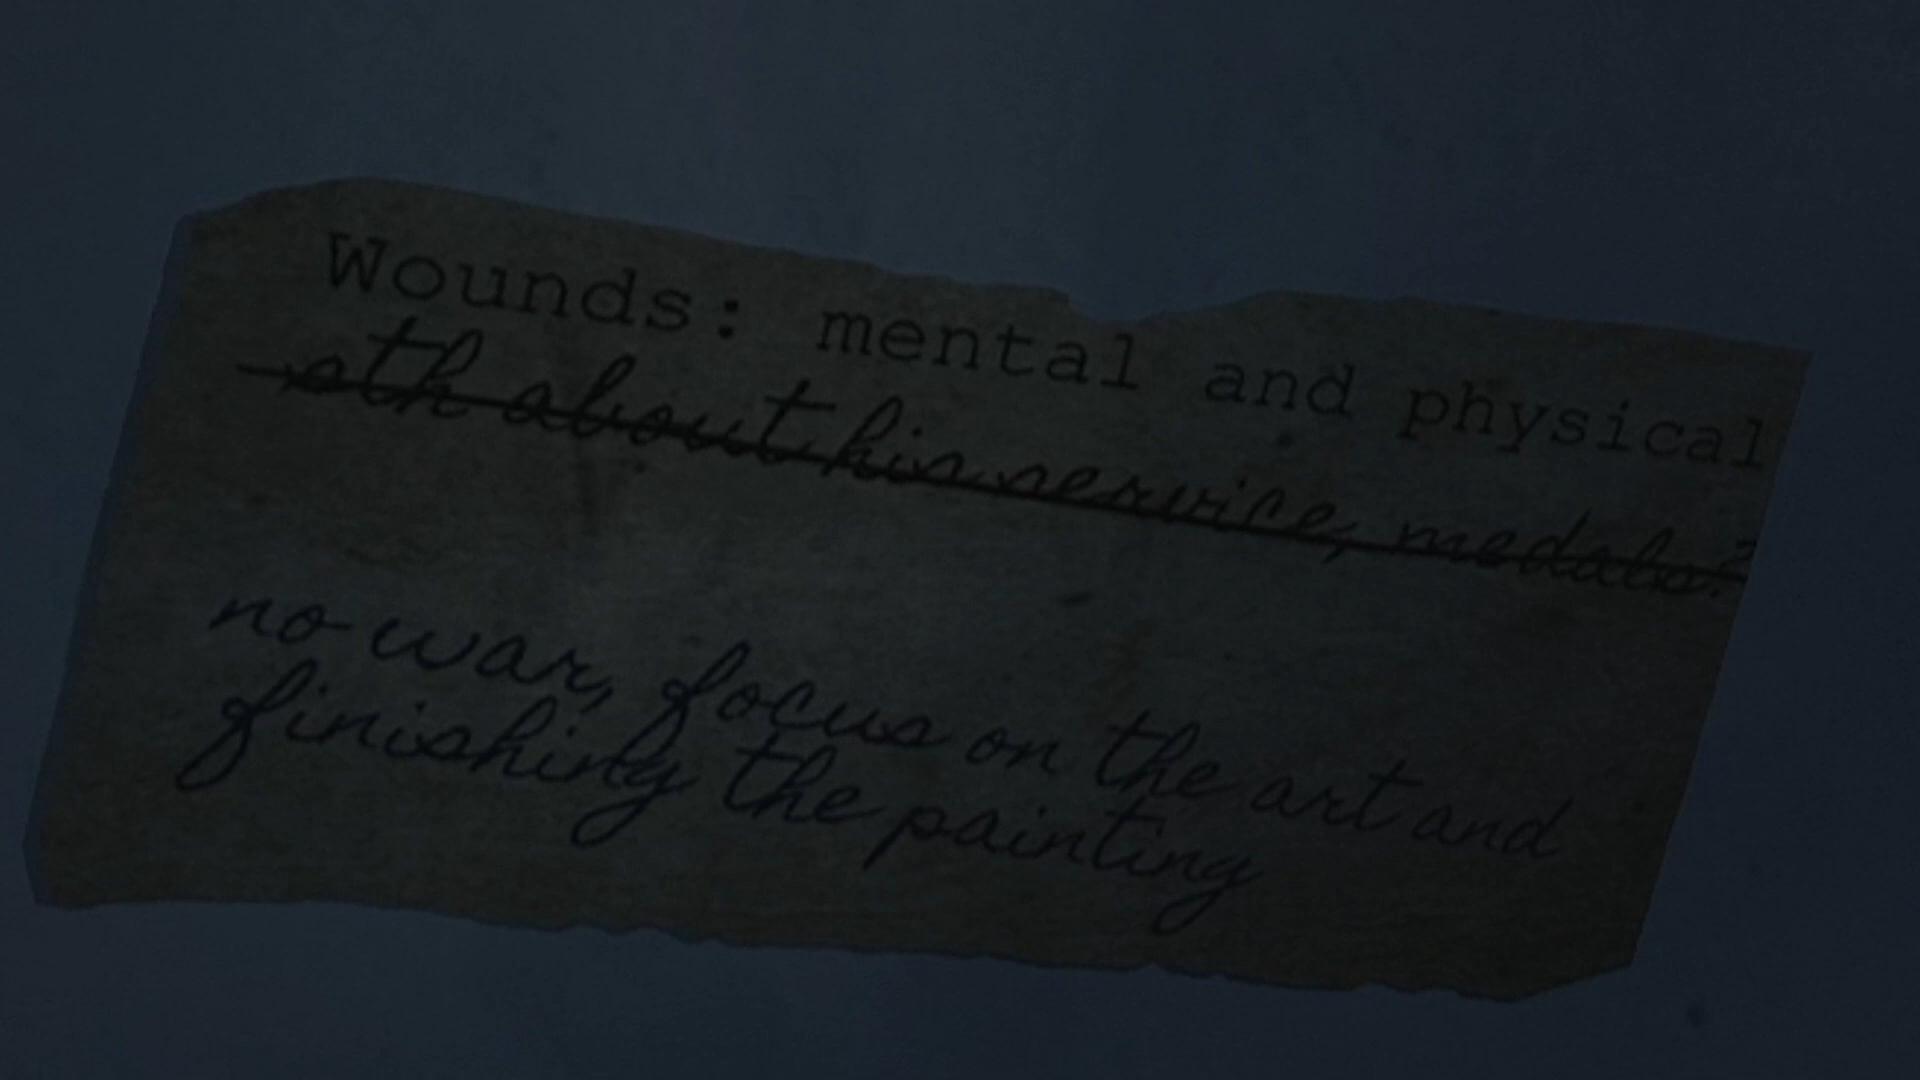 Wounds: mental and physical
sth about his service, medals?
no war, focus on the art and
finishing the painting